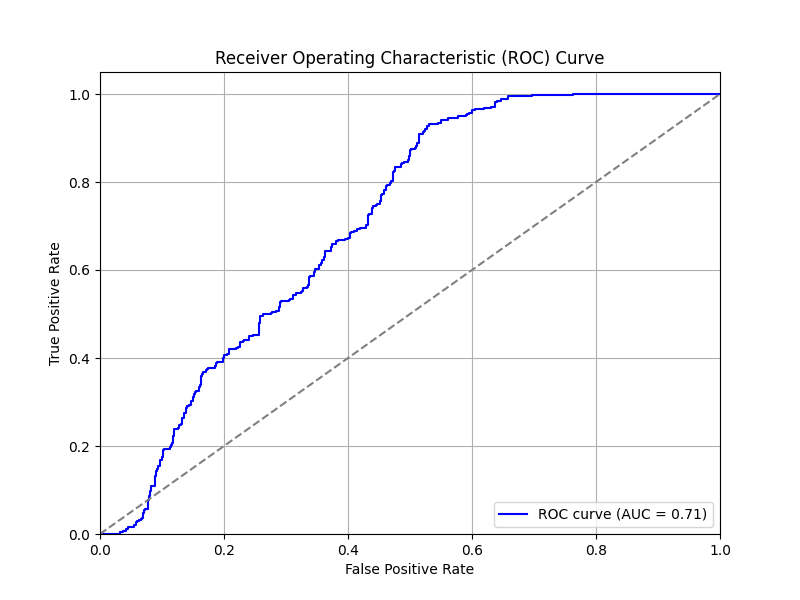 Receiver Operating Characteristic (ROC) Curve
1.0
0.8
0.6
0.4
0.2
0.0
True Positive Rate
ROC curve (AUC = 0.71)
0.0 0.2 0.4 0.6 0.8 1.0
False Positive Rate